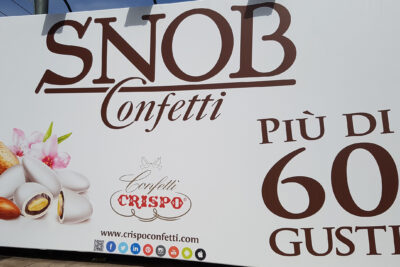 SNOB
Confetti
PIÙ DI
60
GUSTI
Confetti
CRISPO
www.crispoconfetti.com